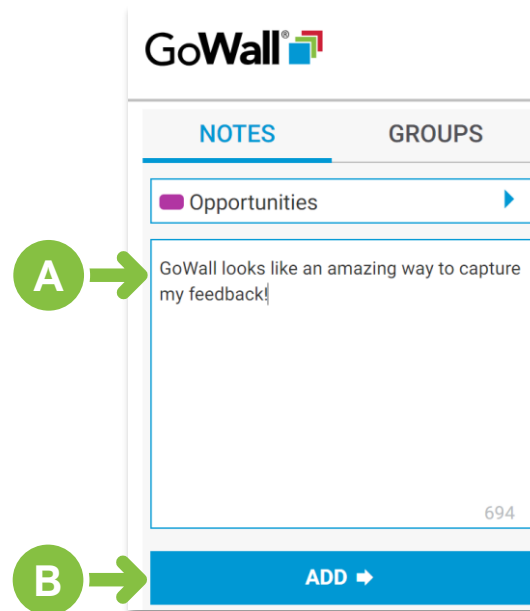 GoWall®
NOTES GROUPS
Opportunities
A
GoWall looks like an amazing way to capture
my feedback!
694
B
ADD